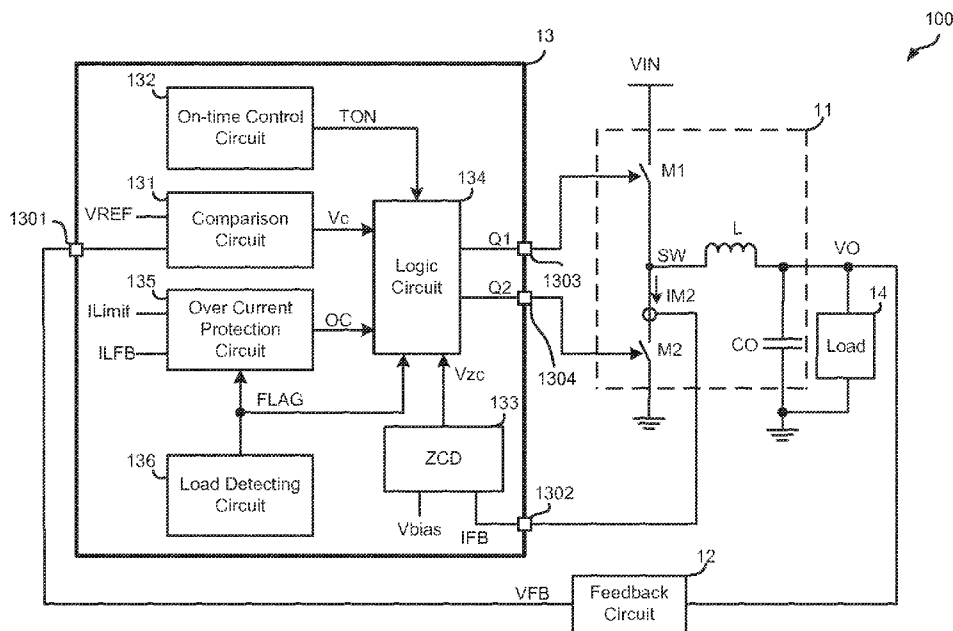 100
13
VIN
132
On-time Control
Circuit
TON
11
M1
131
134
1301
VREF
Comparison
Circuit
Vc
Q1
L
VO
SW
Logic
Circuit
1303
135
ILimit
Over Current
Protection
Circuit
OC
Q2
IM2
14
ILFB
1304
M2
CO
Load
Vzc
FLAG
133
136
ZCD
Load Detecting
Circuit
1302
Vbias
IFB
12
VFB
Feedback
Circuit